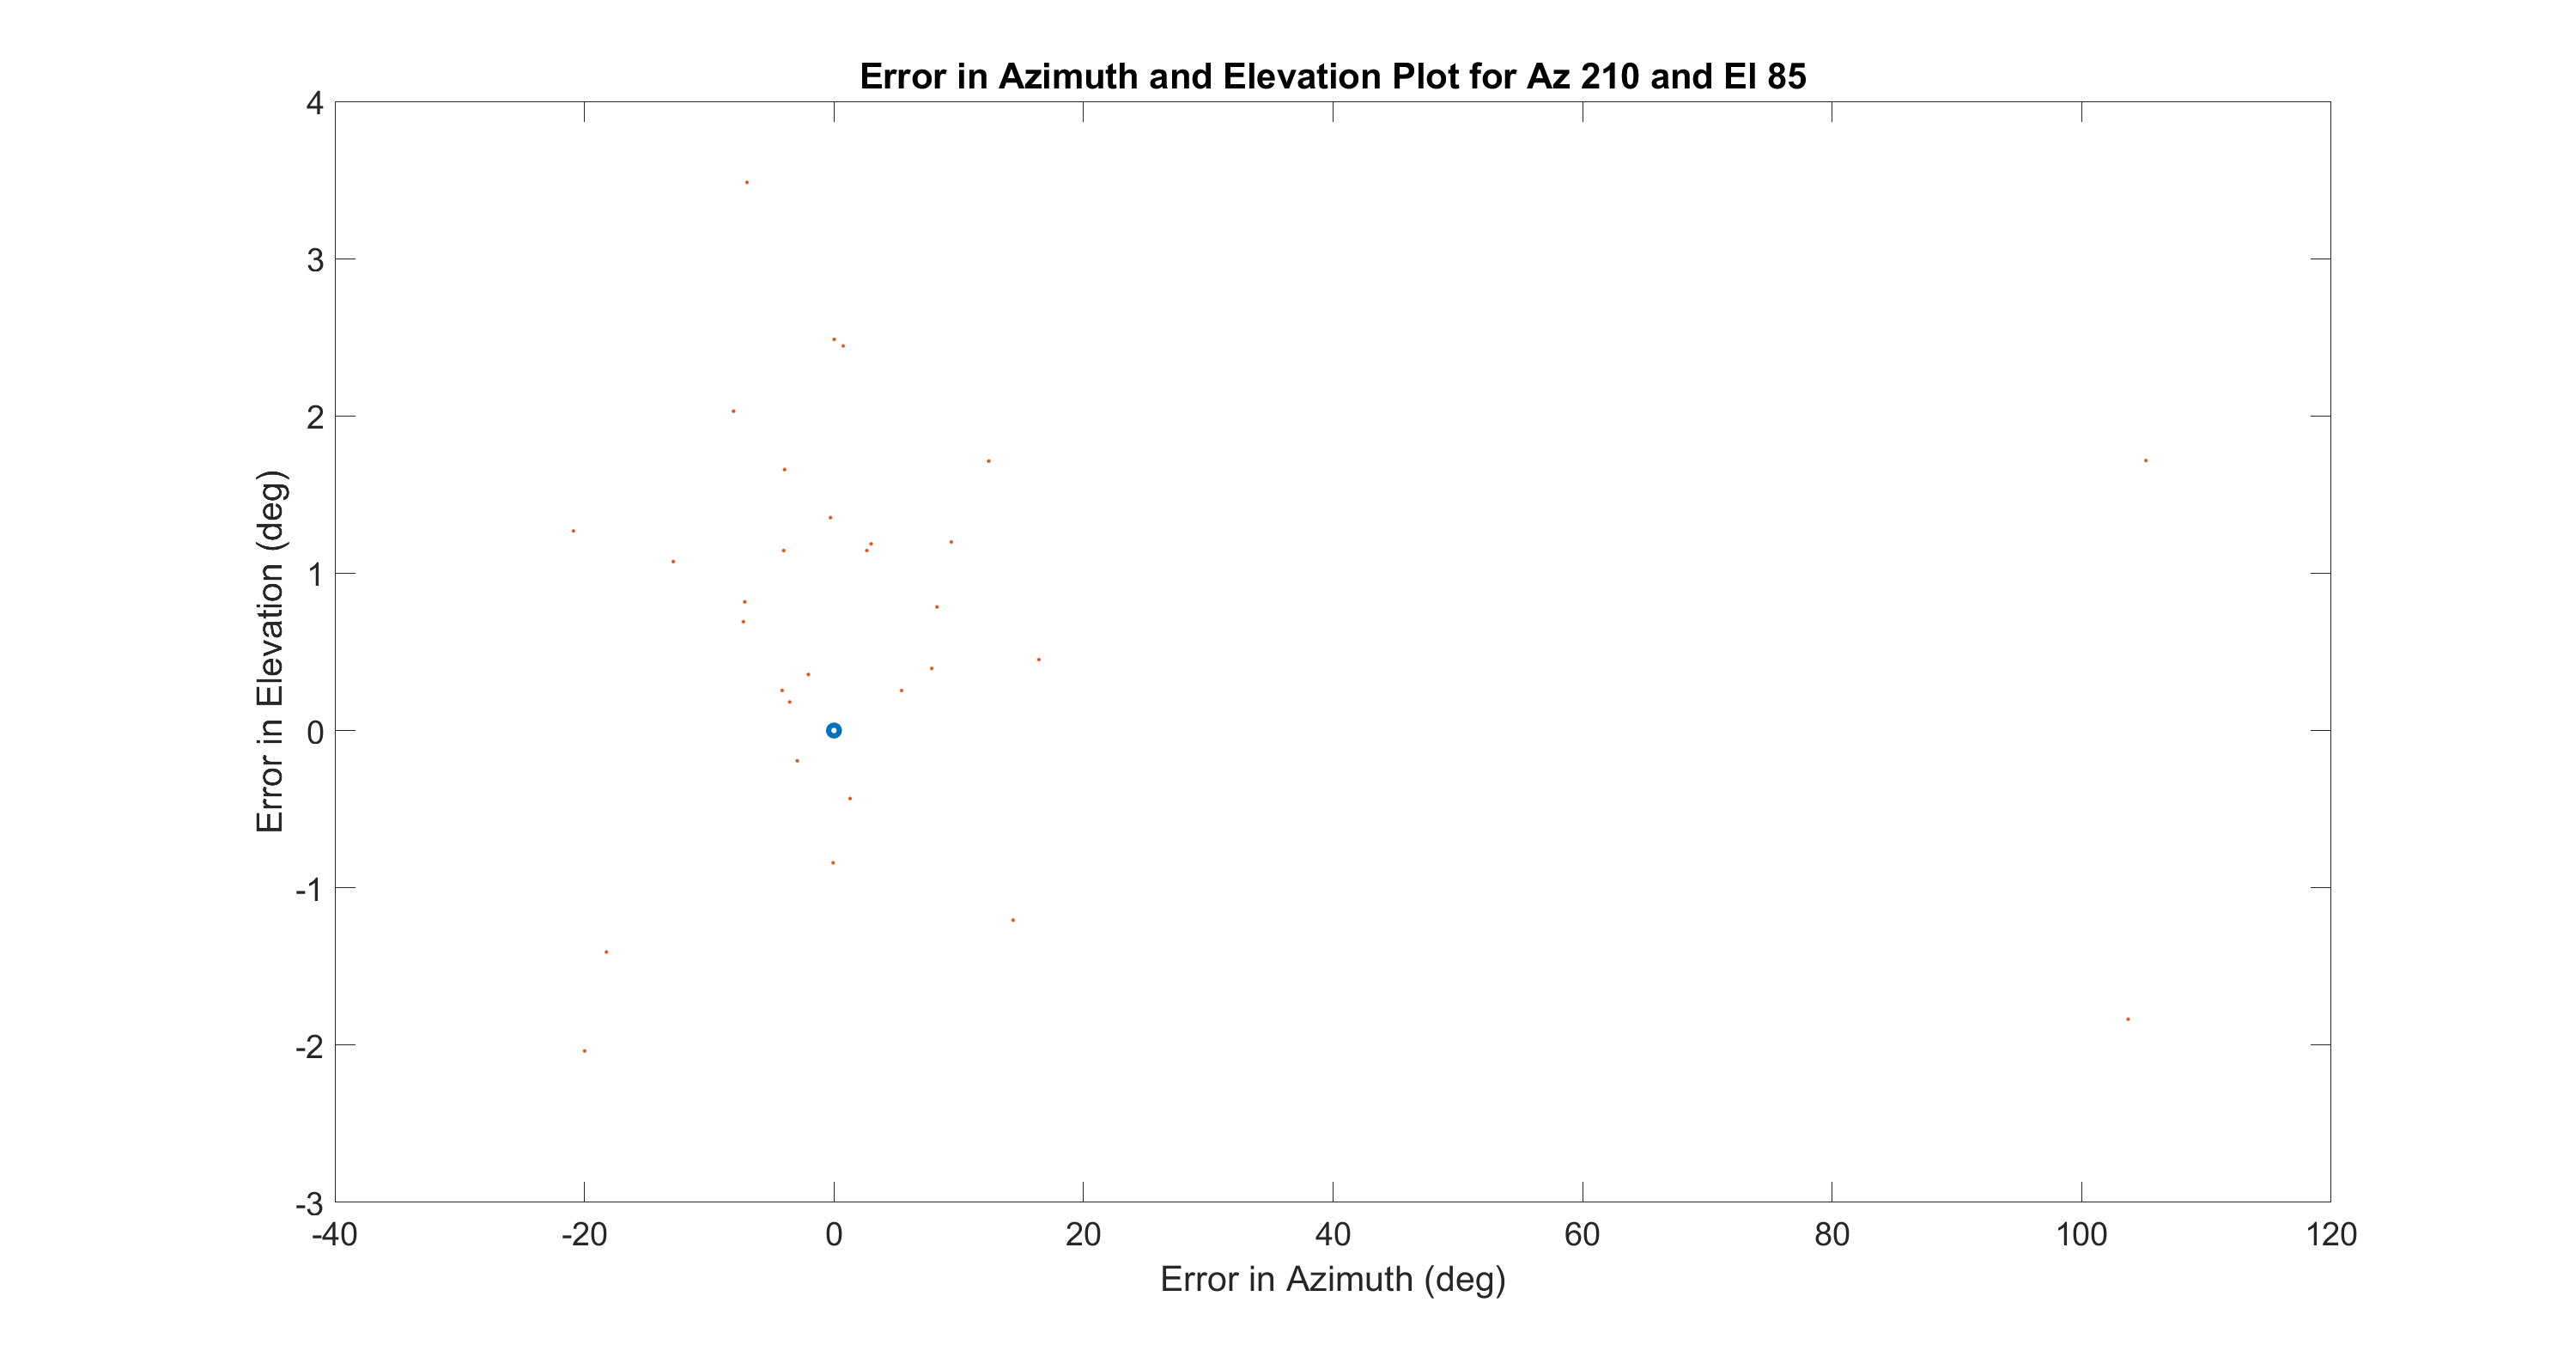 Error in Azimuth and Elevation Plot for Az 210 and El 85
4
3
2
1
0
-1
-2
-3
Error in Elevation (deg)
-40 -20 0 20 40 60 80 100 120
Error in Azimuth (deg)